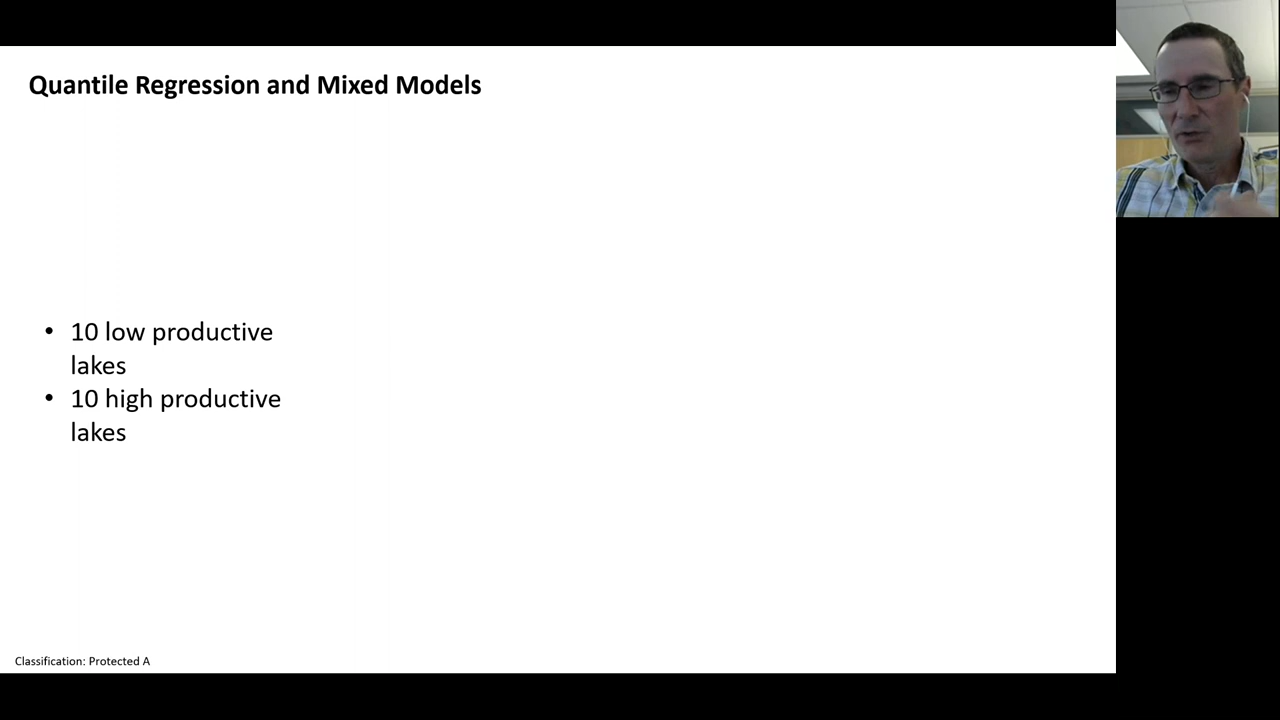 Quantile Regression and Mixed Models
• 10 low productive
lakes
• 10 high productive
lakes
Classification: Protected A